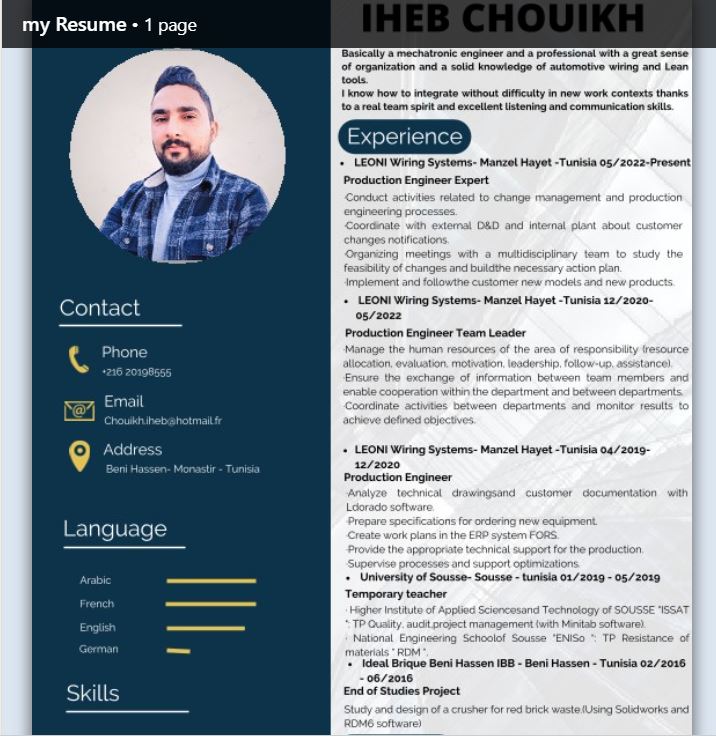 my Resume • 1 page
IHEB CHOUIKH
Basically a mechatronic engineer and a professional with a great sense
of organization and a solid knowledge of automotive wiring and Lean
tools.
I know how to integrate without difficulty in new work contexts thanks
to a real team spirit and excellent listening and communication skills.
Experience
• LEONI Wiring Systems- Manzel Hayet -Tunisia 05/2022-Present
Production Engineer Expert
·Conduct activities related to change management and production
engineering processes.
·Coordinate with external D&D and internal plant about customer
changes notifications.
·Organizing meetings with a multidisciplinary team to study the
feasibility of changes and buildthe necessary action plan.
·Implement and followthe customer new models and new products.
• LEONI Wiring Systems- Manzel Hayet -Tunisia 12/2020-
05/2022
Production Engineer Team Leader
·Manage the human resources of the area of responsibility (resource
allocation, evaluation, motivation, leadership, follow-up, assistance).
·Ensure the exchange of information between team members and
enable cooperation within the department and between departments.
·Coordinate activities between departments and monitor results to
achieve defined objectives.
• LEONI Wiring Systems- Manzel Hayet -Tunisia 04/2019-
12/2020
Production Engineer
·Analyze technical drawingsand customer documentation with
Ldorado software.
·Prepare specifications for ordering new equipment.
·Create work plans in the ERP system FORS.
·Provide the appropriate technical support for the production.
·Supervise processes and support optimizations.
• University of Sousse- Sousse - tunisia 01/2019 - 05/2019
Temporary teacher
· Higher Institute of Applied Sciencesand Technology of SOUSSE "ISSAT
": TP Quality, audit,project management (with Minitab software).
· National Engineering Schoolof Sousse "ENISo ": TP Resistance of
materials " RDM ".
• Ideal Brique Beni Hassen IBB - Beni Hassen - Tunisia 02/2016
- 06/2016
End of Studies Project
Study and design of a crusher for red brick waste.(Using Solidworks and
RDM6 software)
Contact
Phone
+216 20198555
Email
Chouikh.iheb@hotmail.fr
Address
Beni Hassen- Monastir - Tunisia
Language
Arabic
French
English
German
Skills